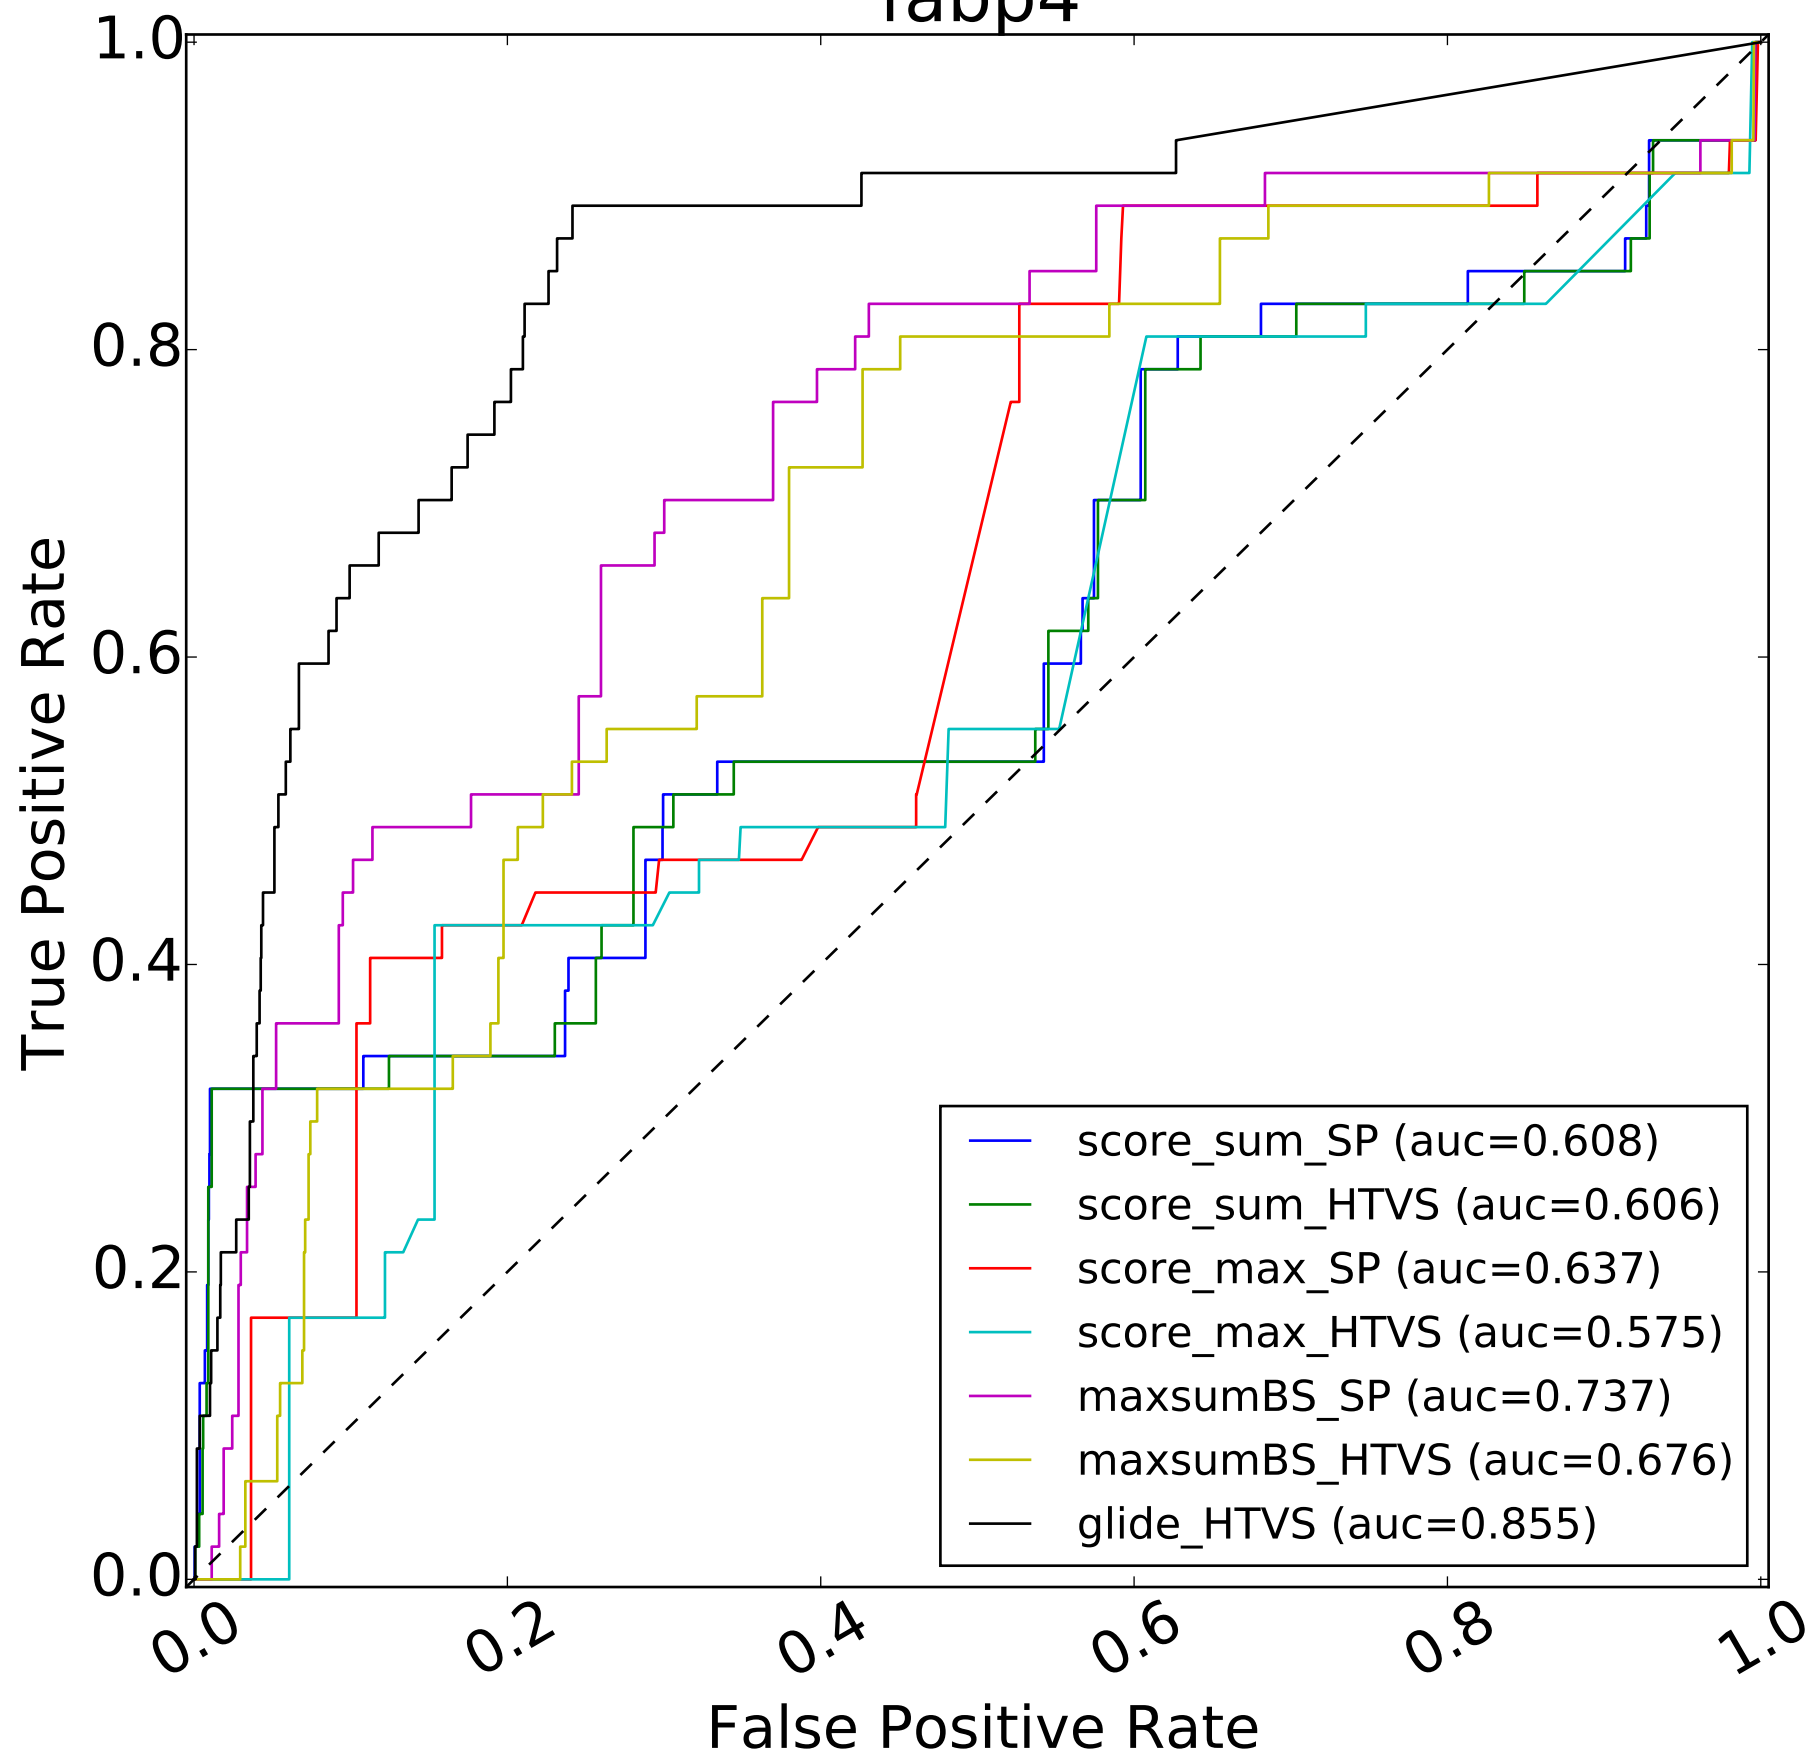 fabp4
1.0
0.8
0.6
0.4
0.2
0.0
True Positive Rate
score_sum_SP (auc=0.608)
score_sum_HTVS (auc=0.606)
score_max_SP (auc=0.637)
score_max_HTVS (auc=0.575)
maxsumBS_SP (auc=0.737)
maxsumBS_HTVS (auc=0.676)
glide_HTVS (auc=0.855)
0.0 0.2 0.4 0.6 0.8 1.0
False Positive Rate